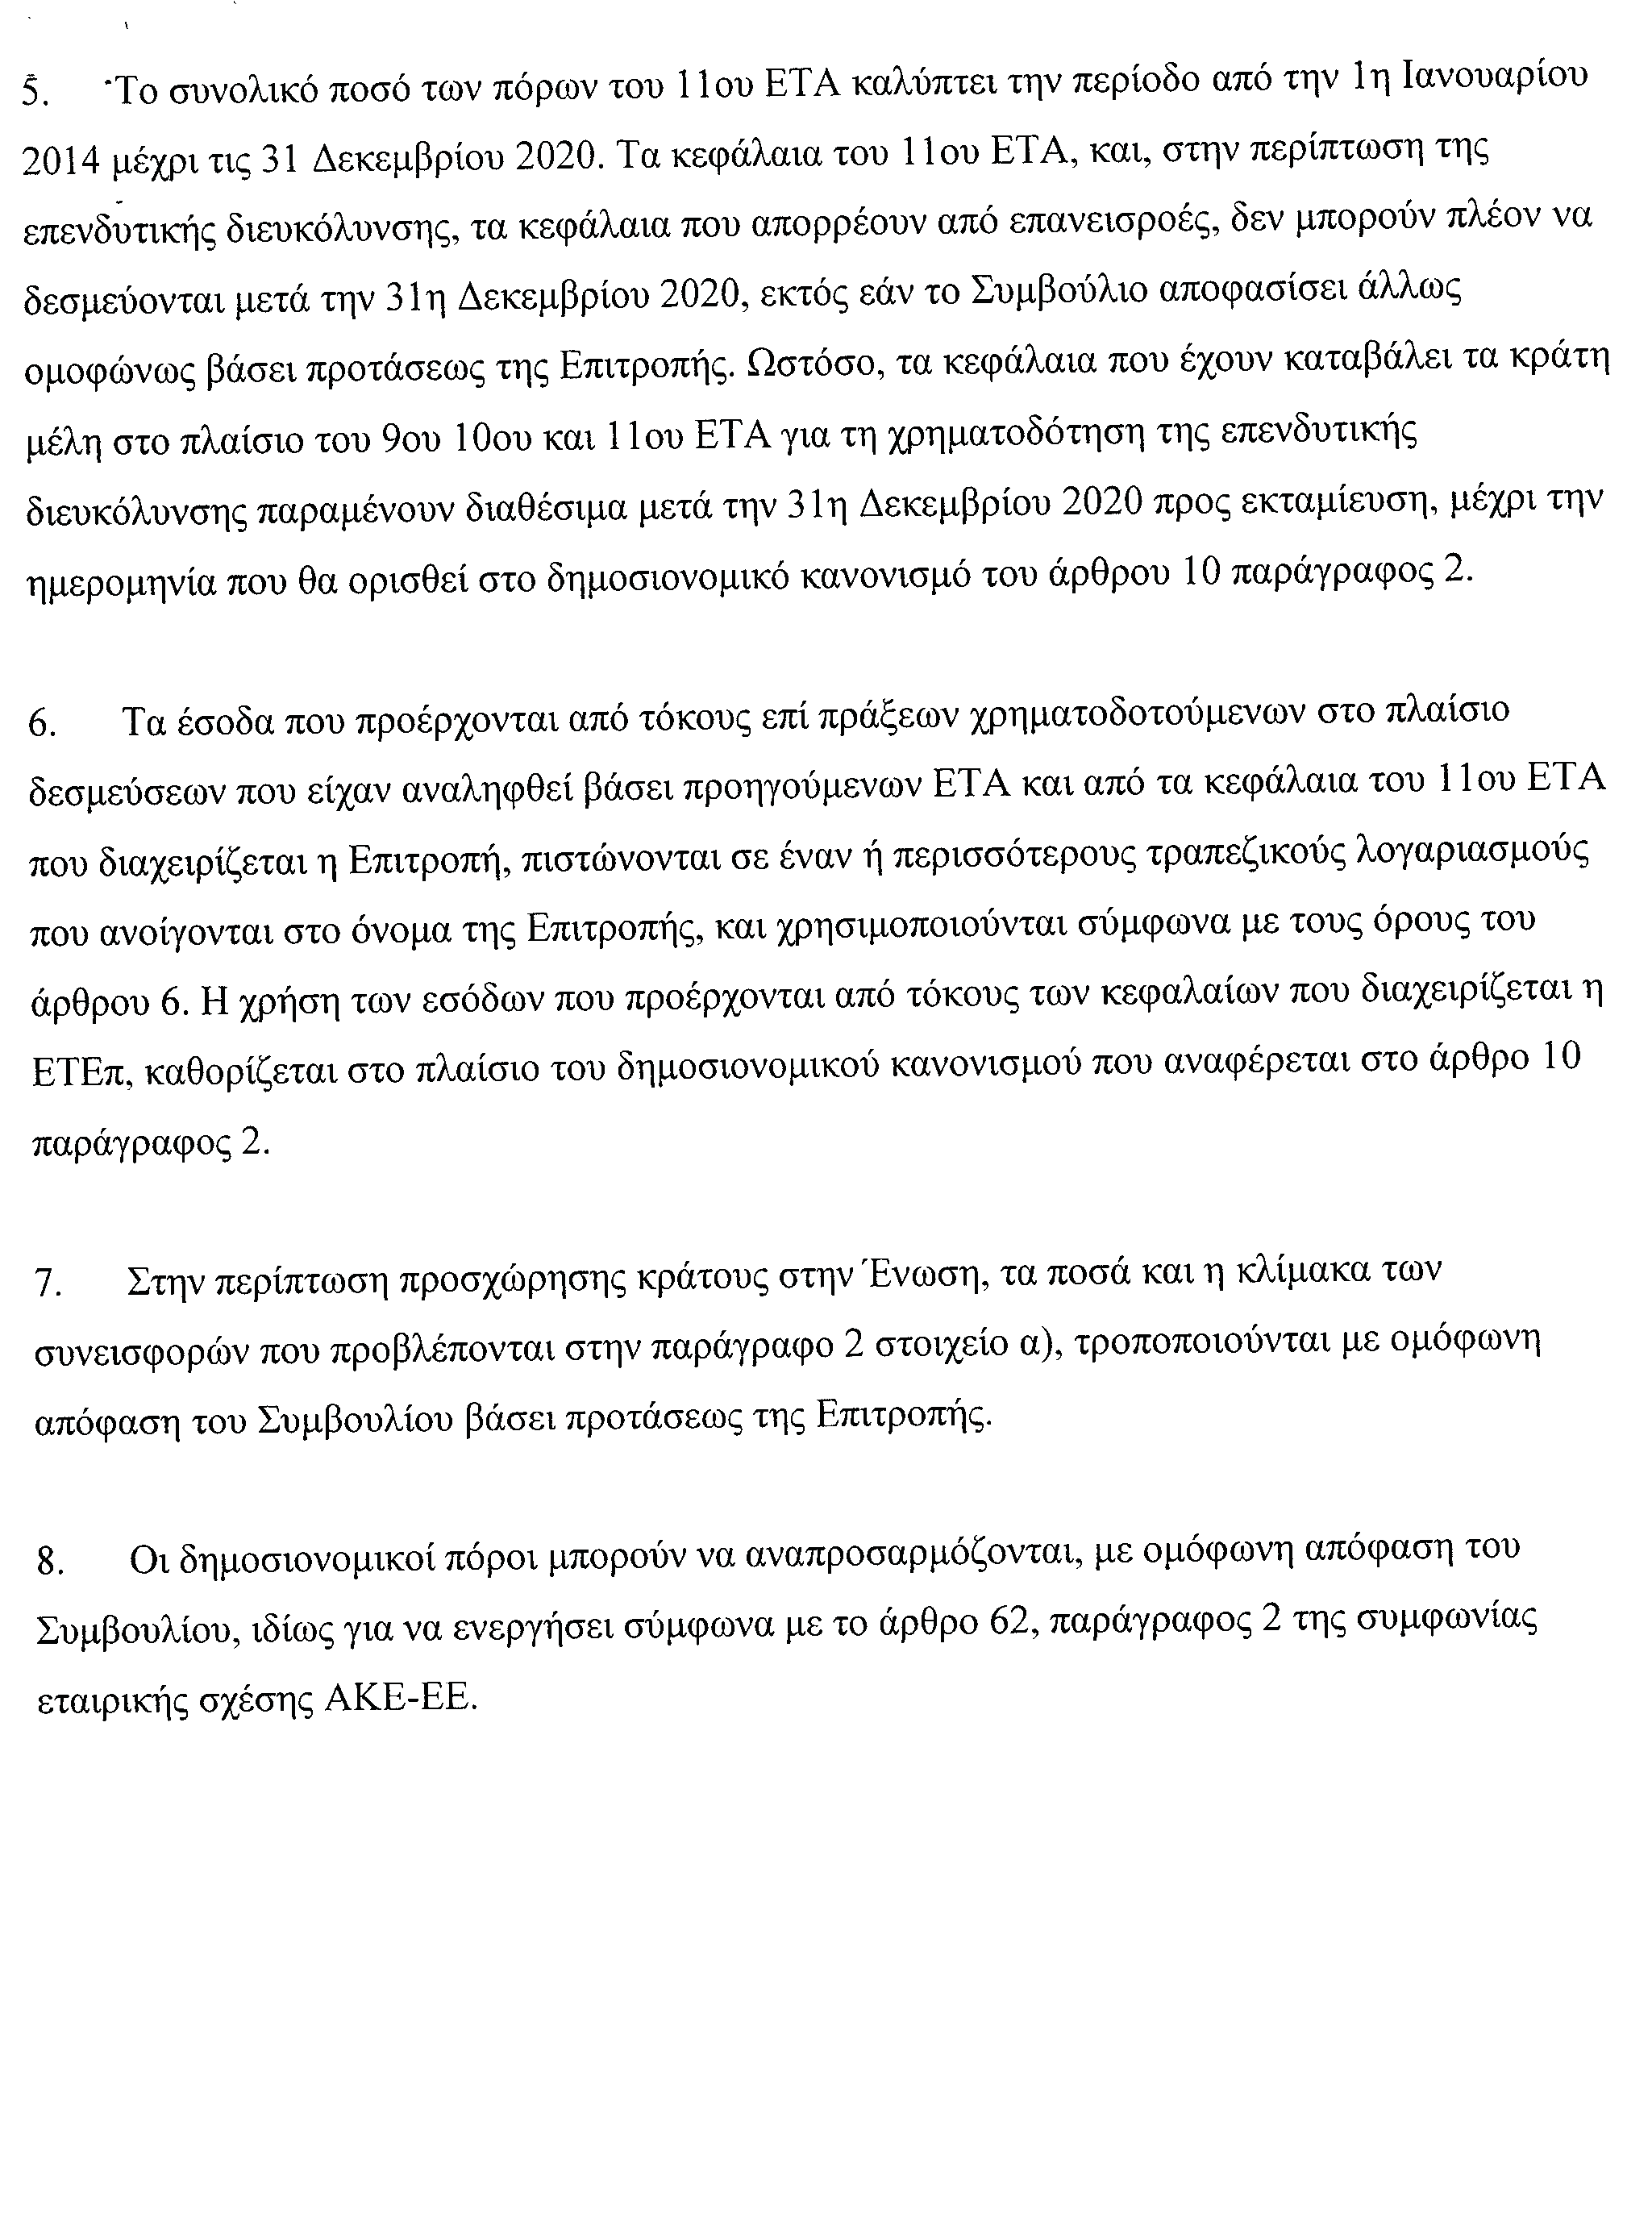 5. Το συνολικό ποσό των πόρων του 11ου ΕΤΑ καλύπτει την περίοδο από την 1η Ιανουαρίου
2014 μέχρι τις 31 Δεκεμβρίου 2020. Τα κεφάλαια του 11ου ΕΤΑ, και, στην περίπτωση της
επενδυτικής διευκόλυνσης, τα κεφάλαια που απορρέουν από επανεισροές, δεν μπορούν πλέον να
δεσμεύονται μετά την 31η Δεκεμβρίου 2020, εκτός εάν το Συμβούλιο αποφασίσει άλλως
ομοφώνως βάσει προτάσεως της Επιτροπής. Ωστόσο, τα κεφάλαια που έχουν καταβάλει τα κράτη
μέλη στο πλαίσιο του 9ου 10ου και 11ου ΕΤΑ για τη χρηματοδότηση της επενδυτικής
διευκόλυνσης παραμένουν διαθέσιμα μετά την 31η Δεκεμβρίου 2020 προς εκταμίευση, μέχρι την
ημερομηνία που θα ορισθεί στο δημοσιονομικό κανονισμό του άρθρου 10 παράγραφος 2.
6. Τα έσοδα που προέρχονται από τόκους επί πράξεων χρηματοδοτούμενων στο πλαίσιο
δεσμεύσεων που είχαν αναληφθεί βάσει προηγούμενων ΕΤΑ και από τα κεφάλαια του 11ου ΕΤΑ
που διαχειρίζεται η Επιτροπή, πιστώνονται σε έναν ή περισσότερους τραπεζικούς λογαριασμούς
που ανοίγονται στο όνομα της Επιτροπής, και χρησιμοποιούνται σύμφωνα με τους όρους του
άρθρου 6. Η χρήση των εσόδων που προέρχονται από τόκους των κεφαλαίων που διαχειρίζεται η
ΕΤΕπ, καθορίζεται στο πλαίσιο του δημοσιονομικού κανονισμού που αναφέρεται στο άρθρο 10
παράγραφος 2.
7. Στην περίπτωση προσχώρησης κράτους στην Ένωση, τα ποσά και η κλίμακα των
συνεισφορών που προβλέπονται στην παράγραφο 2 στοιχείο α), τροποποιούνται με ομόφωνη
απόφαση του Συμβουλίου βάσει προτάσεως της Επιτροπής.
8. Οι δημοσιονομικοί πόροι μπορούν να αναπροσαρμόζονται, με ομόφωνη απόφαση του
Συμβουλίου, ιδίως για να ενεργήσει σύμφωνα με το άρθρο 62, παράγραφος 2 της συμφωνίας
εταιρικής σχέσης ΑΚΕ-ΕΕ.